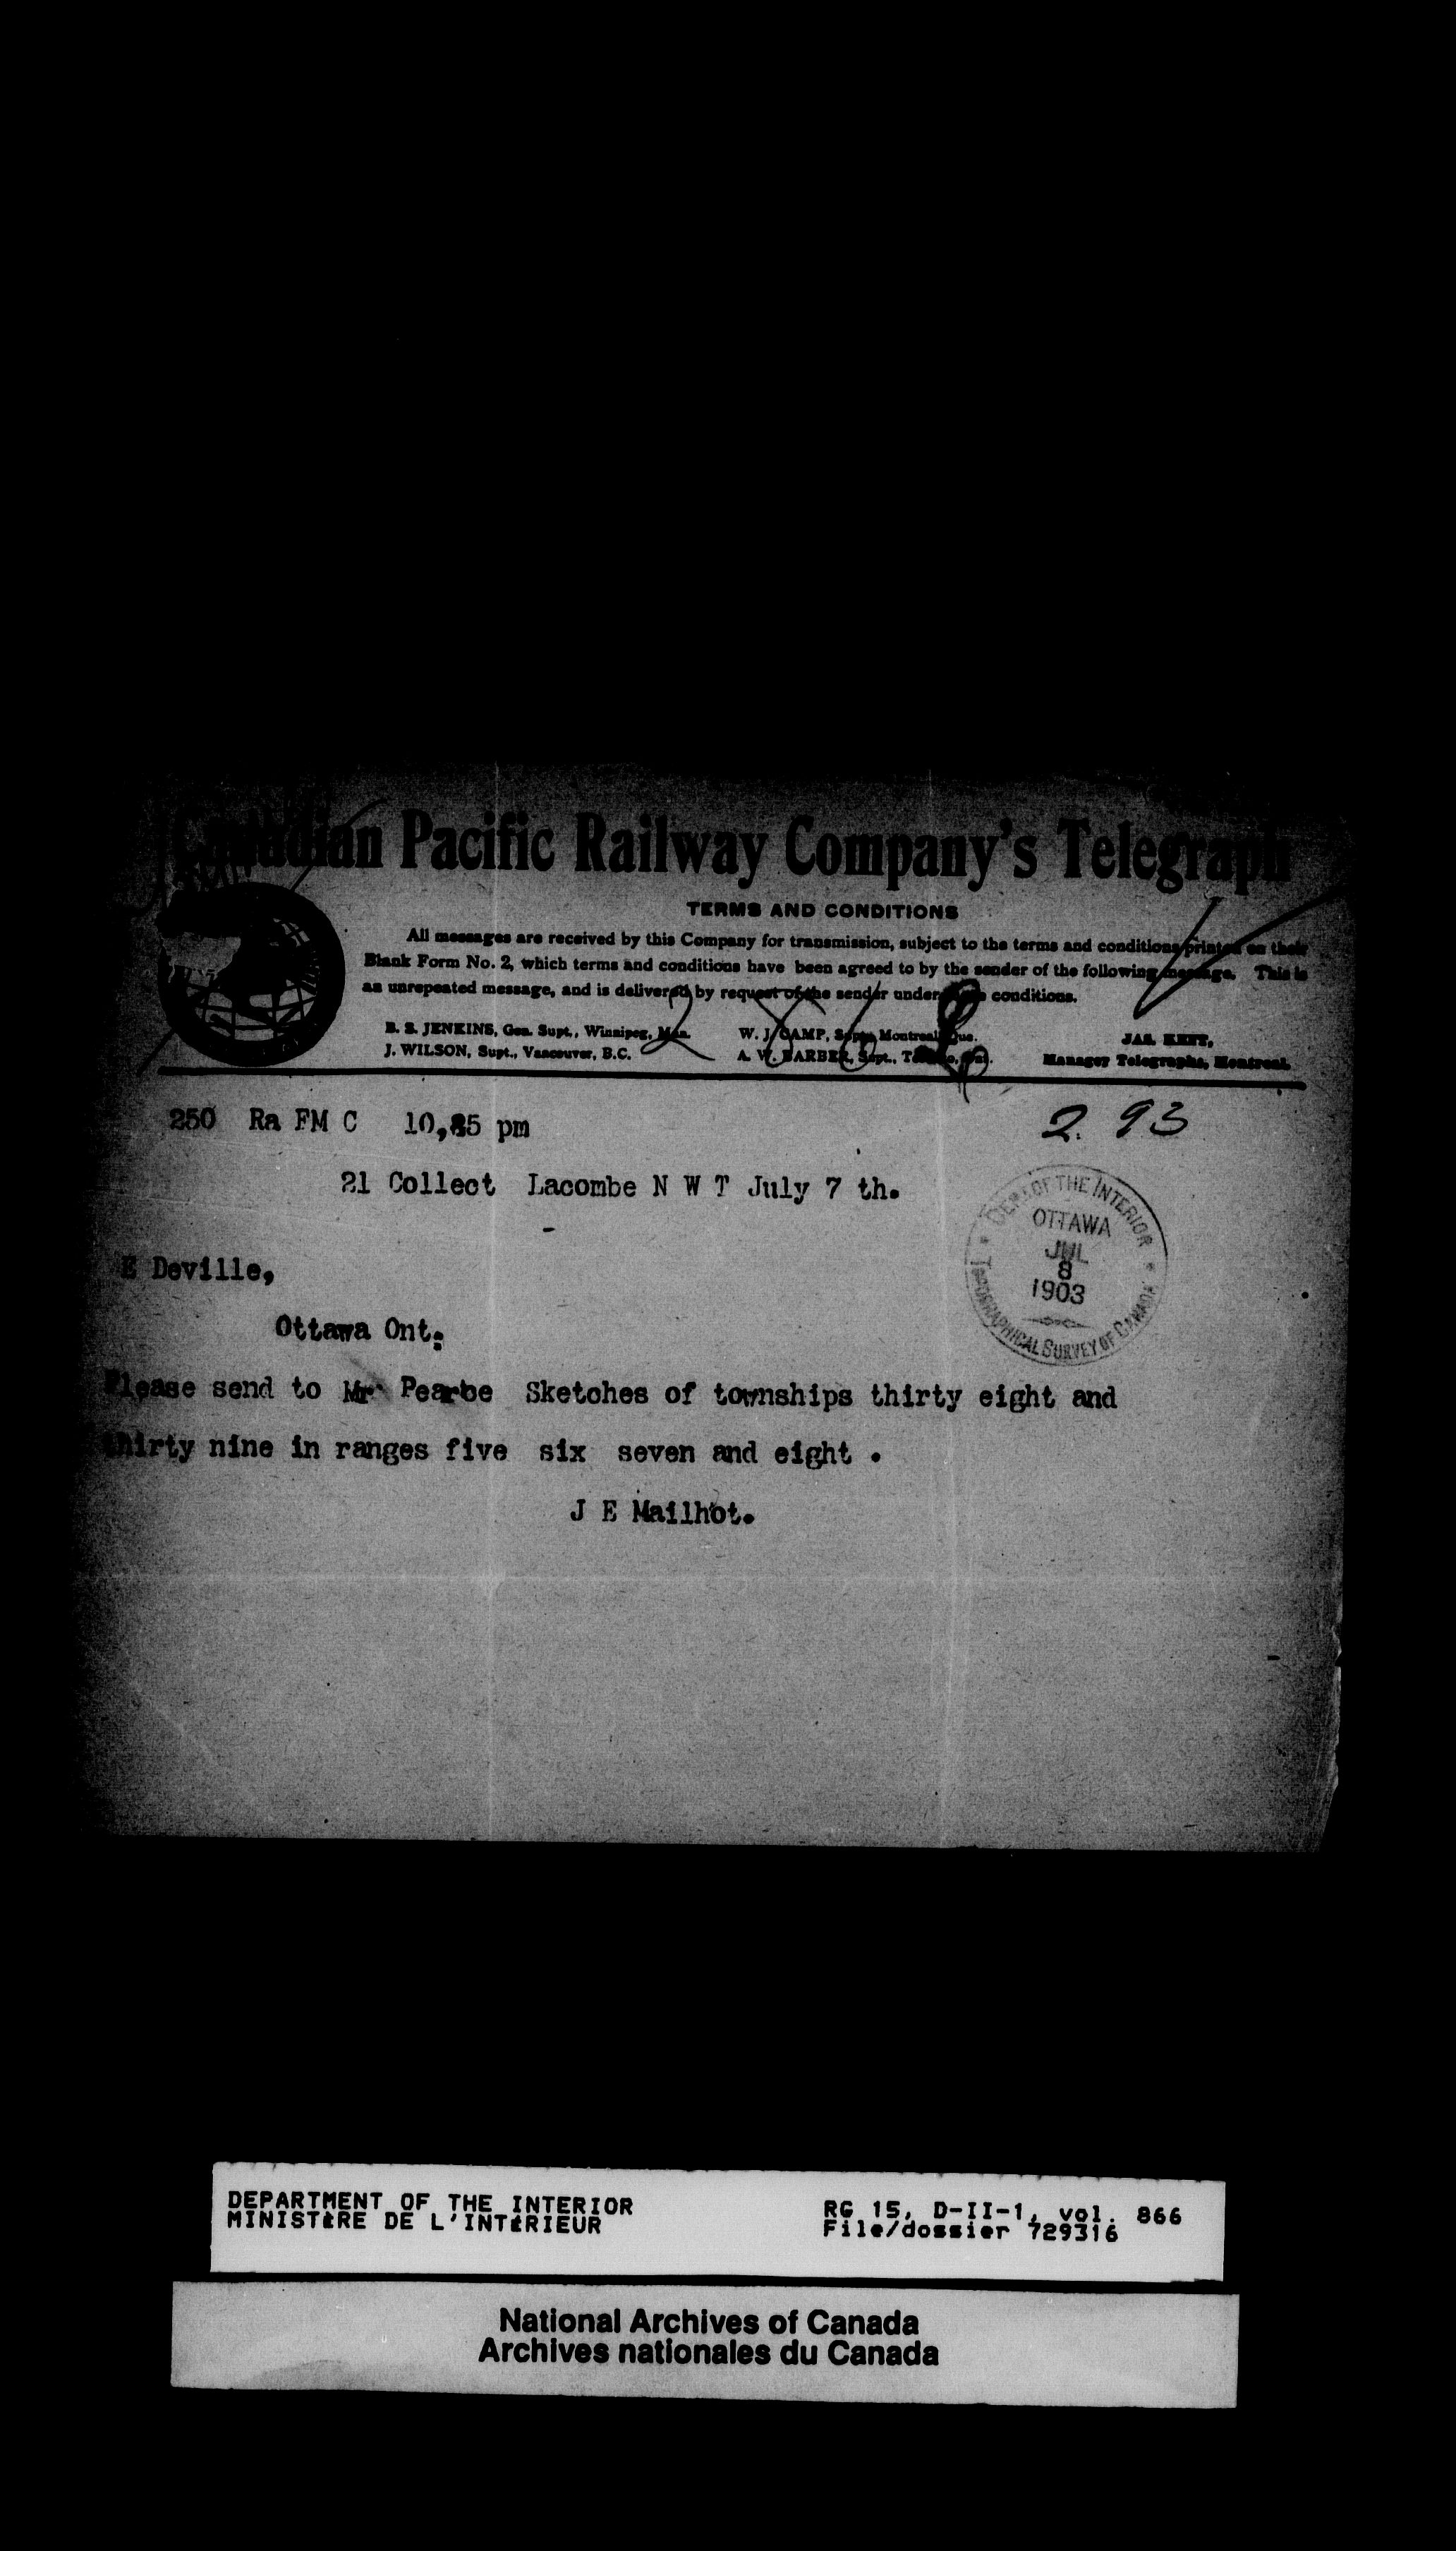 Canadian Pacific Railway Company's Telegraph
TERMS AND CONDITIONS
All messages are received by this Company for transmission, subject to the terms and conditions printed on their
Blank Form No. 2, which terms and conditions have been agreed to by the sender of the following message. This is
an unrepeated message, and is delivered by request of the sender under these conditions.
B. S. JENKINS, Gen. Supt., Winnipeg, Man.
J. WILSON, Supt., Vancouver, B.C.
W. J. CAMP, Supt., Montreal, Que.
A. W. BARBER, Supt., Toronto, Ont.
JAS. KENT,
Manager Telegraphs, Montreal.
250 Ra FM C 10, pm
2.93
21 Collect Lacombe N W T July 7 th.
DEPT OF THE INTERIOR
OTTAWA
JUL
8
1903
TOPOGRAPHICAL SURVEY OF CANADA
E Deville,
Ottawa Ont.
Please send to Mr Pearce Sketches of townships thirty eight and
thirty nine in ranges five six seven and eight .
J E Mailhot.
DEPARTMENT OF THE INTERIOR
MINISTÈRE DE L'INTÉRIEUR
RG 15, D-II-1, vol. 866
File/dossier 729316
National Archives of Canada
Archives nationales du Canada